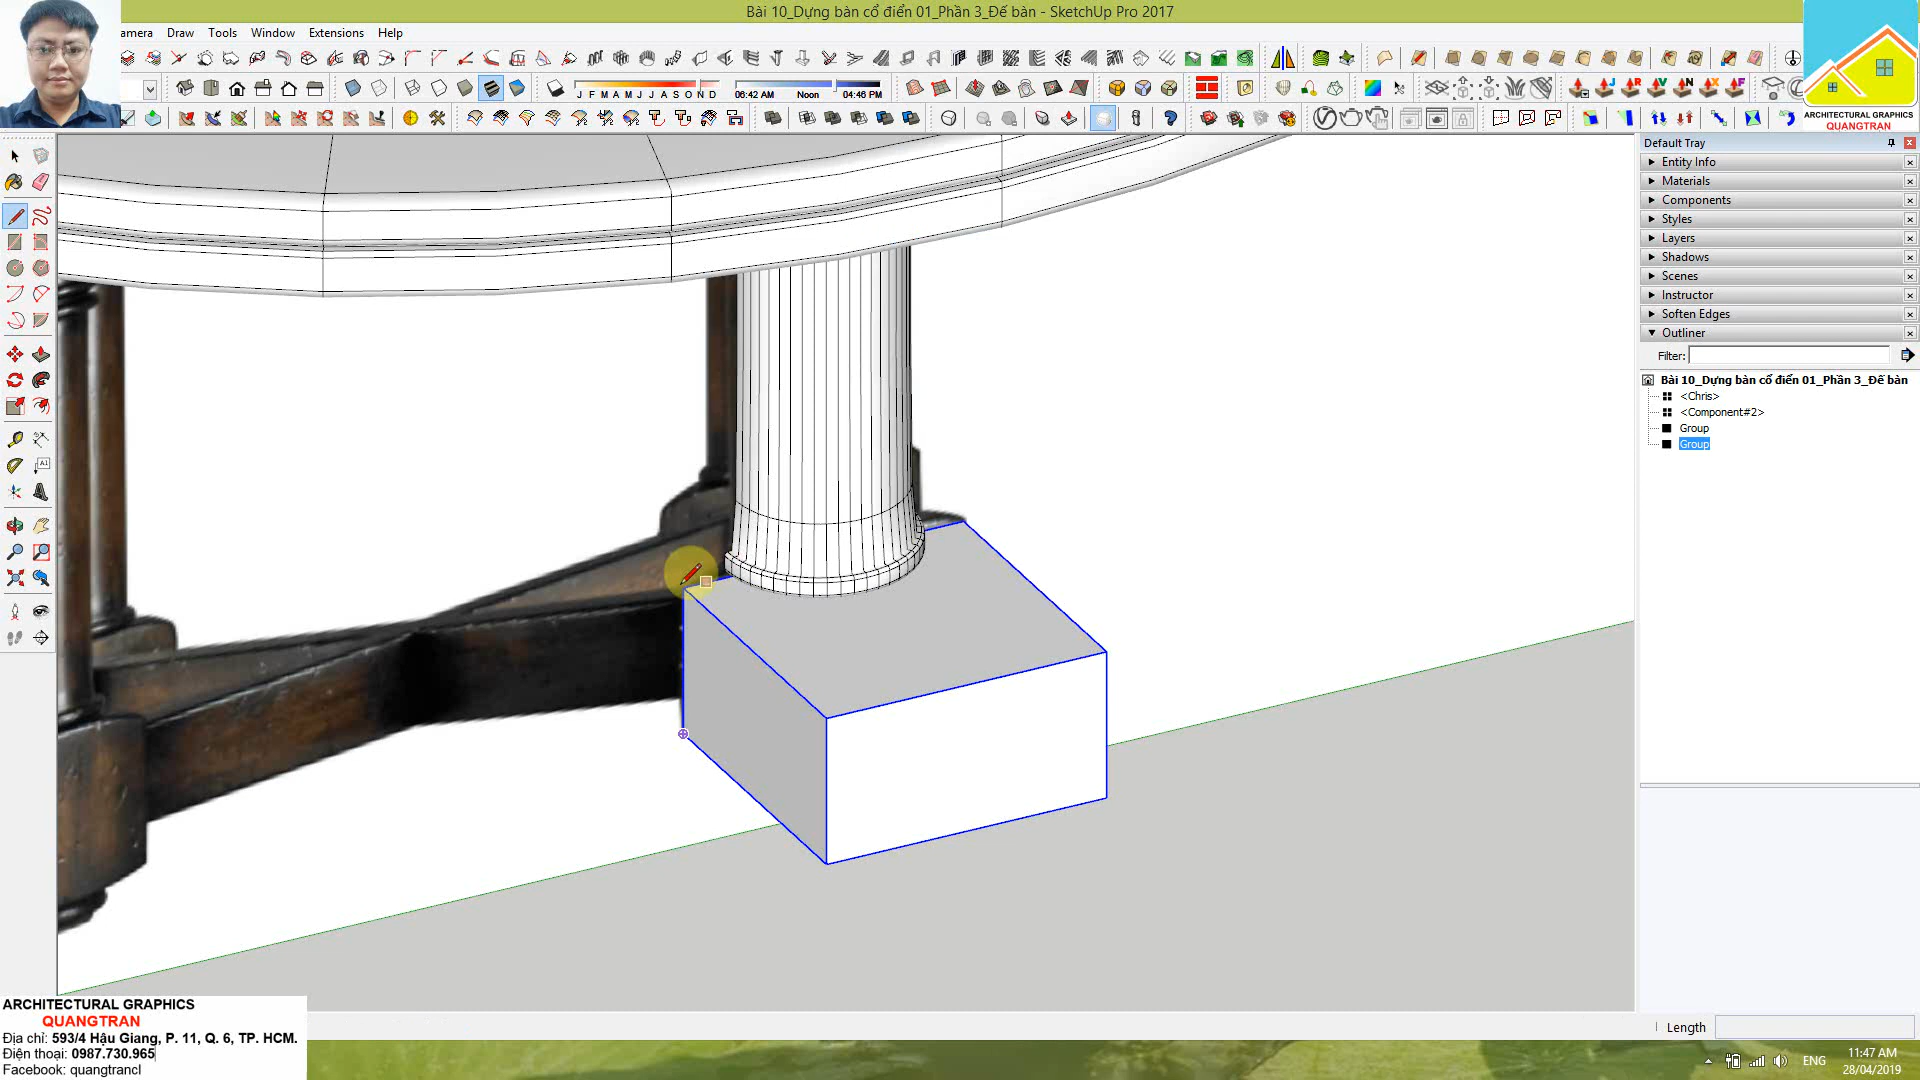 Bài 10_Dựng bàn cổ điển 01_Phần 3_Đế bàn - SketchUp Pro 2017
amera Draw Tools Window Extensions Help
J F M A M J J A S O N D
06:42 AM Noon 04:46 PM
ARCHITECTURAL GRAPHICS
QUANGTRAN
Default Tray
Entity Info
Materials
Components
Styles
Layers
Shadows
Scenes
Instructor
Soften Edges
Outliner
Filter:
Bài 10_Dựng bàn cổ điển 01_Phần 3_Đế bàn
<Chris>
<Component#2>
Group
Group
ARCHITECTURAL GRAPHICS
QUANGTRAN
Địa chỉ: 593/4 Hậu Giang, P. 11, Q. 6, TP. HCM.
Điện thoại: 0987.730.965
Facebook: quangtrancl
Length
ENG
11:47 AM
28/04/2019